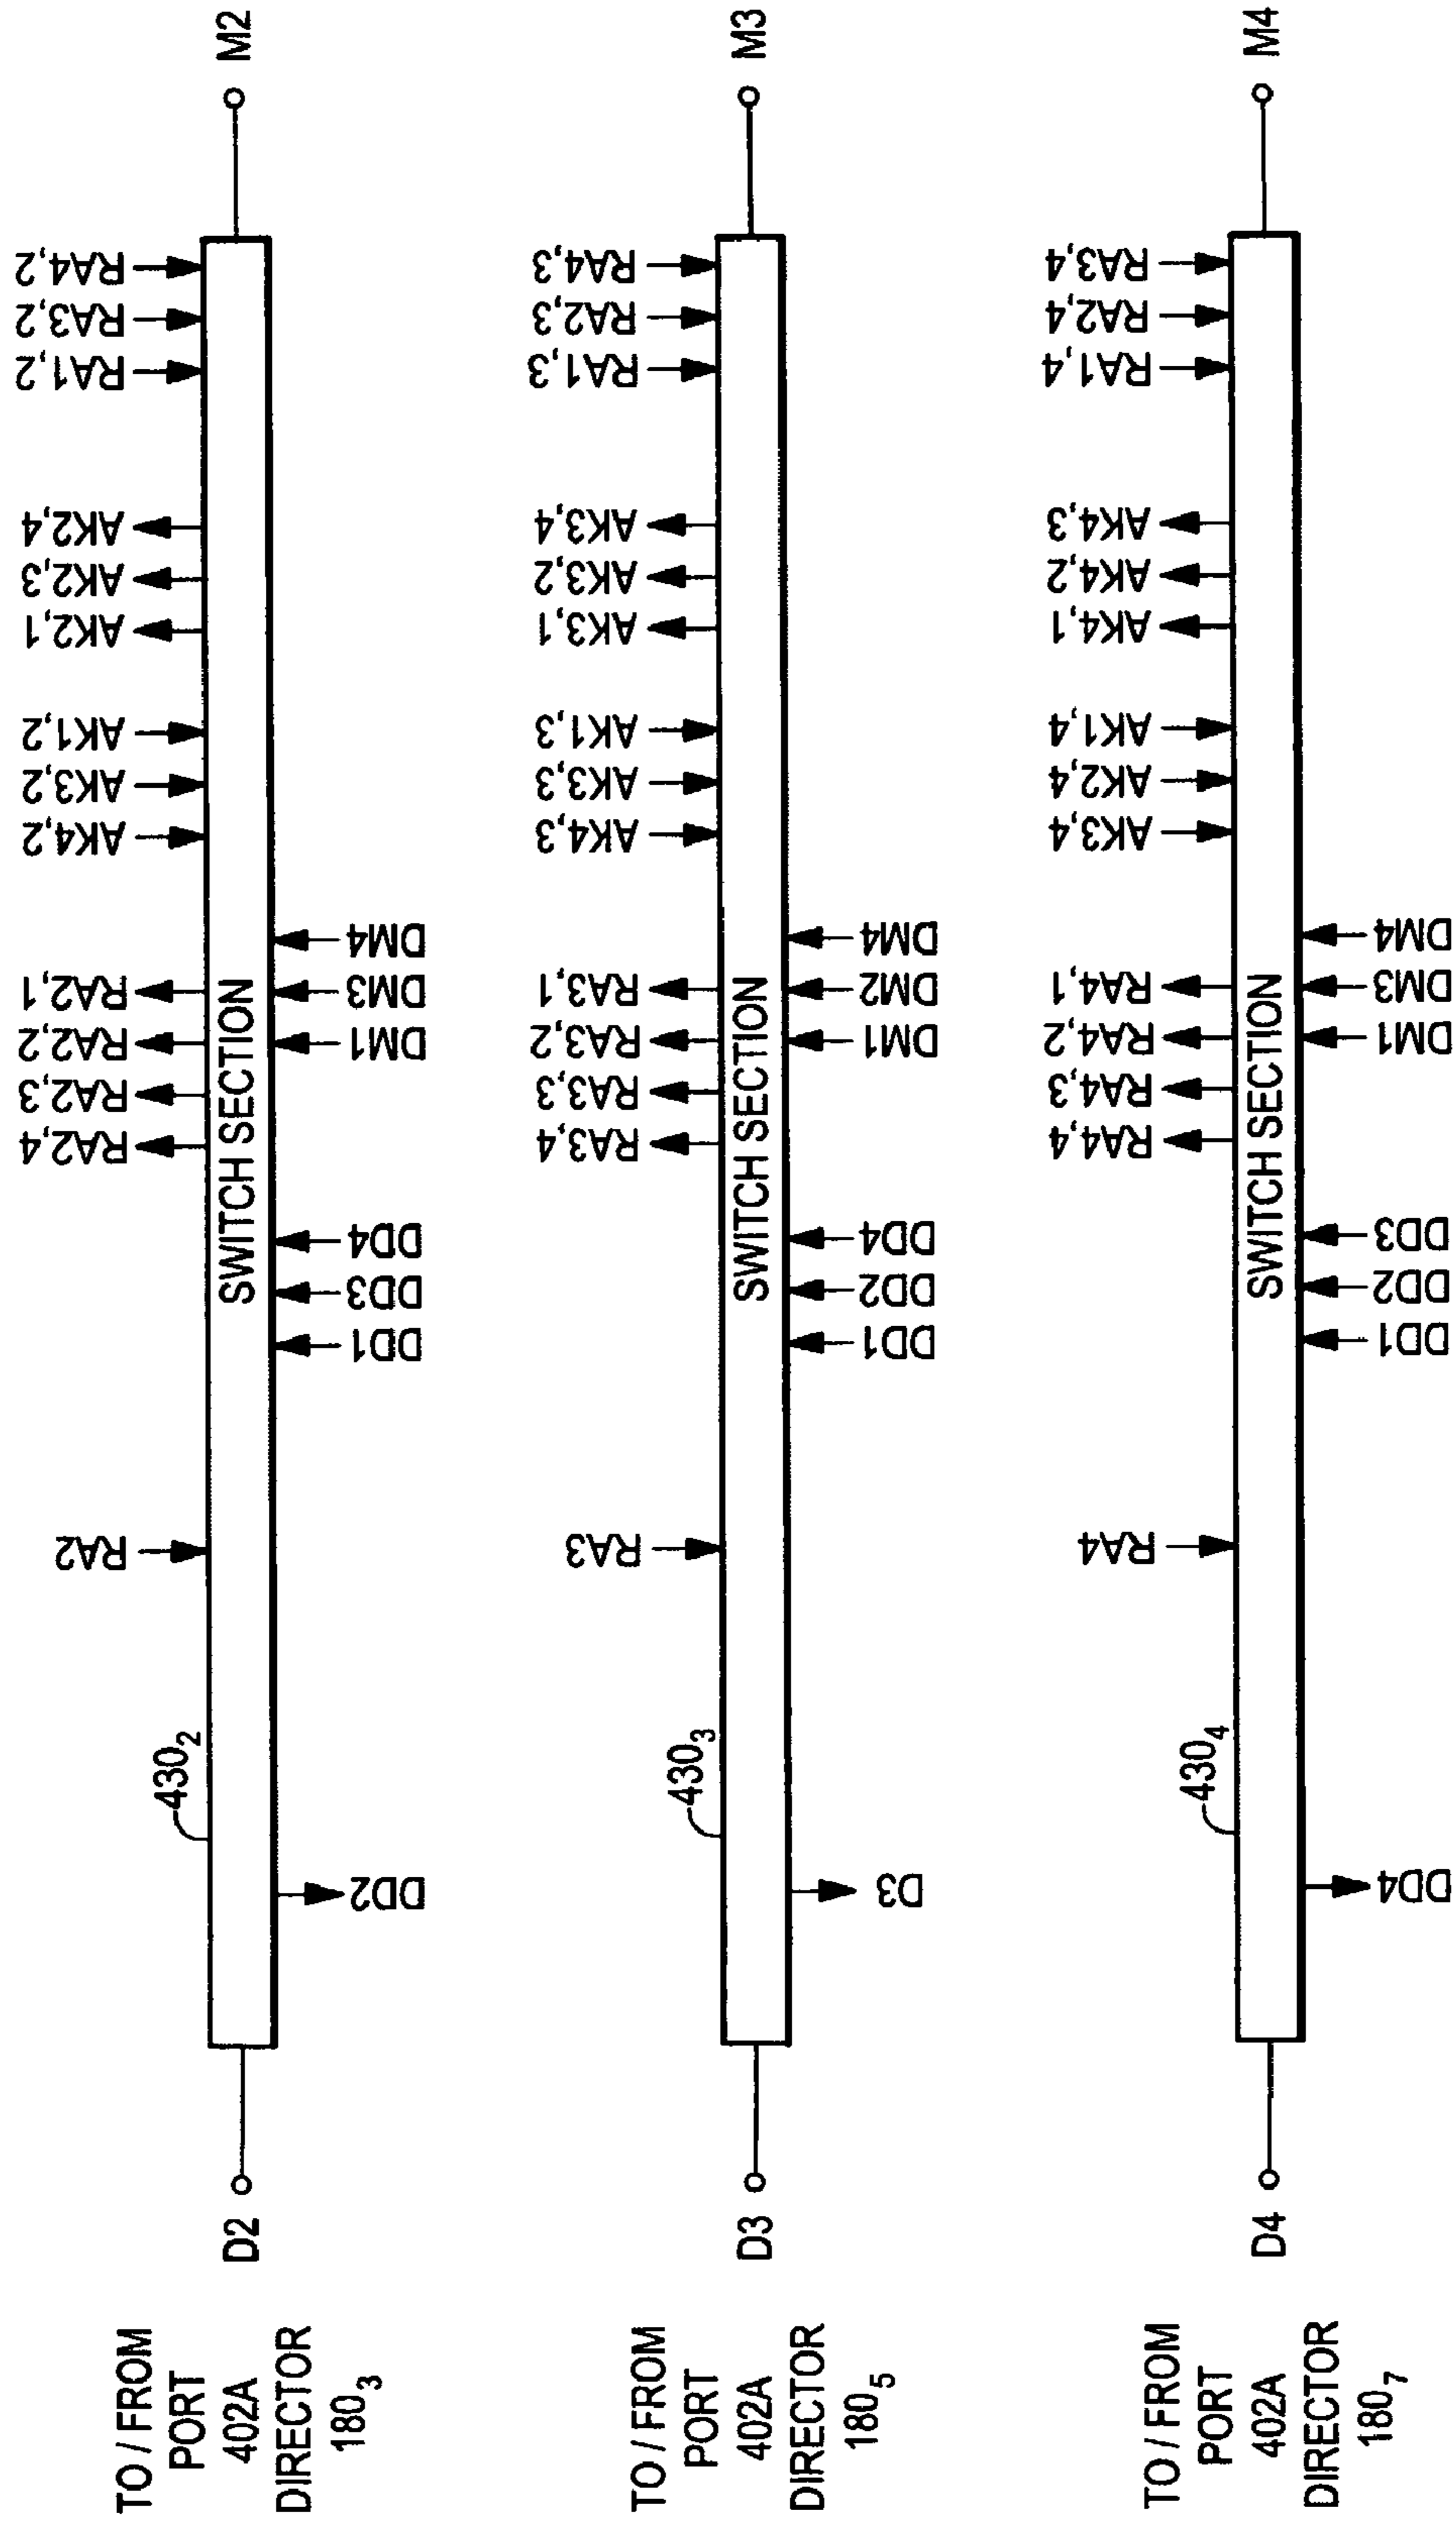 TO / FROM
PORT
402A
DIRECTOR
180₃
D2
430₂
DD2
RA2
DD1
DD3
DD4
SWITCH SECTION
RA2,4
RA2,3
RA2,2
RA2,1
DM1
DM3
DM4
AK4,2
AK3,2
AK1,2
AK2,1
AK2,3
AK2,4
RA1,2
RA3,2
RA4,2
M2
TO / FROM
PORT
402A
DIRECTOR
180₅
D3
430₃
D3
RA3
DD1
DD2
DD4
SWITCH SECTION
RA3,4
RA3,3
RA3,2
RA3,1
DM1
DM2
DM4
AK4,3
AK3,3
AK1,3
AK3,1
AK3,2
AK3,4
RA1,3
RA2,3
RA4,3
M3
TO / FROM
PORT
402A
DIRECTOR
180₇
D4
430₄
DD4
RA4
DD1
DD2
DD3
SWITCH SECTION
RA4,4
RA4,3
RA4,2
RA4,1
DM1
DM3
DM4
AK3,4
AK2,4
AK1,4
AK4,1
AK4,2
AK4,3
RA1,4
RA2,4
RA3,4
M4